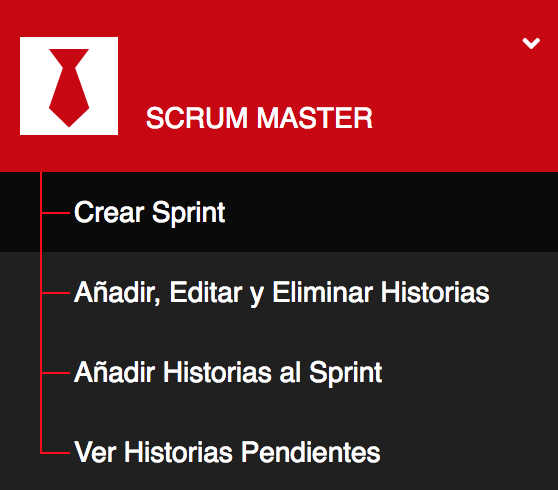 SCRUM MASTER
Crear Sprint
Añadir, Editar y Eliminar Historias
Añadir Historias al Sprint
Ver Historias Pendientes